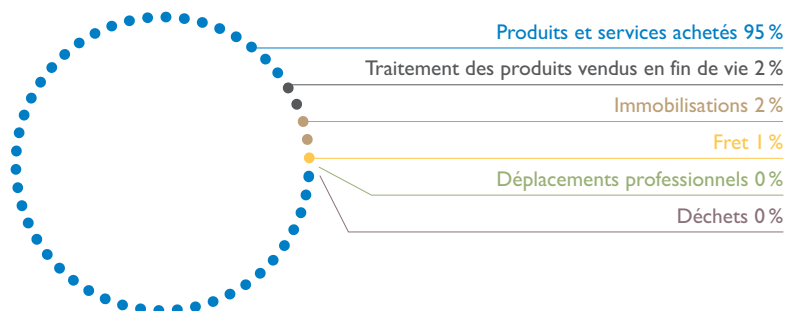 Produits et services achetés 95 %
Traitement des produits vendus en fin de vie 2 %
Immobilisations 2 %
Fret 1 %
Déplacements professionnels 0 %
Déchets 0 %